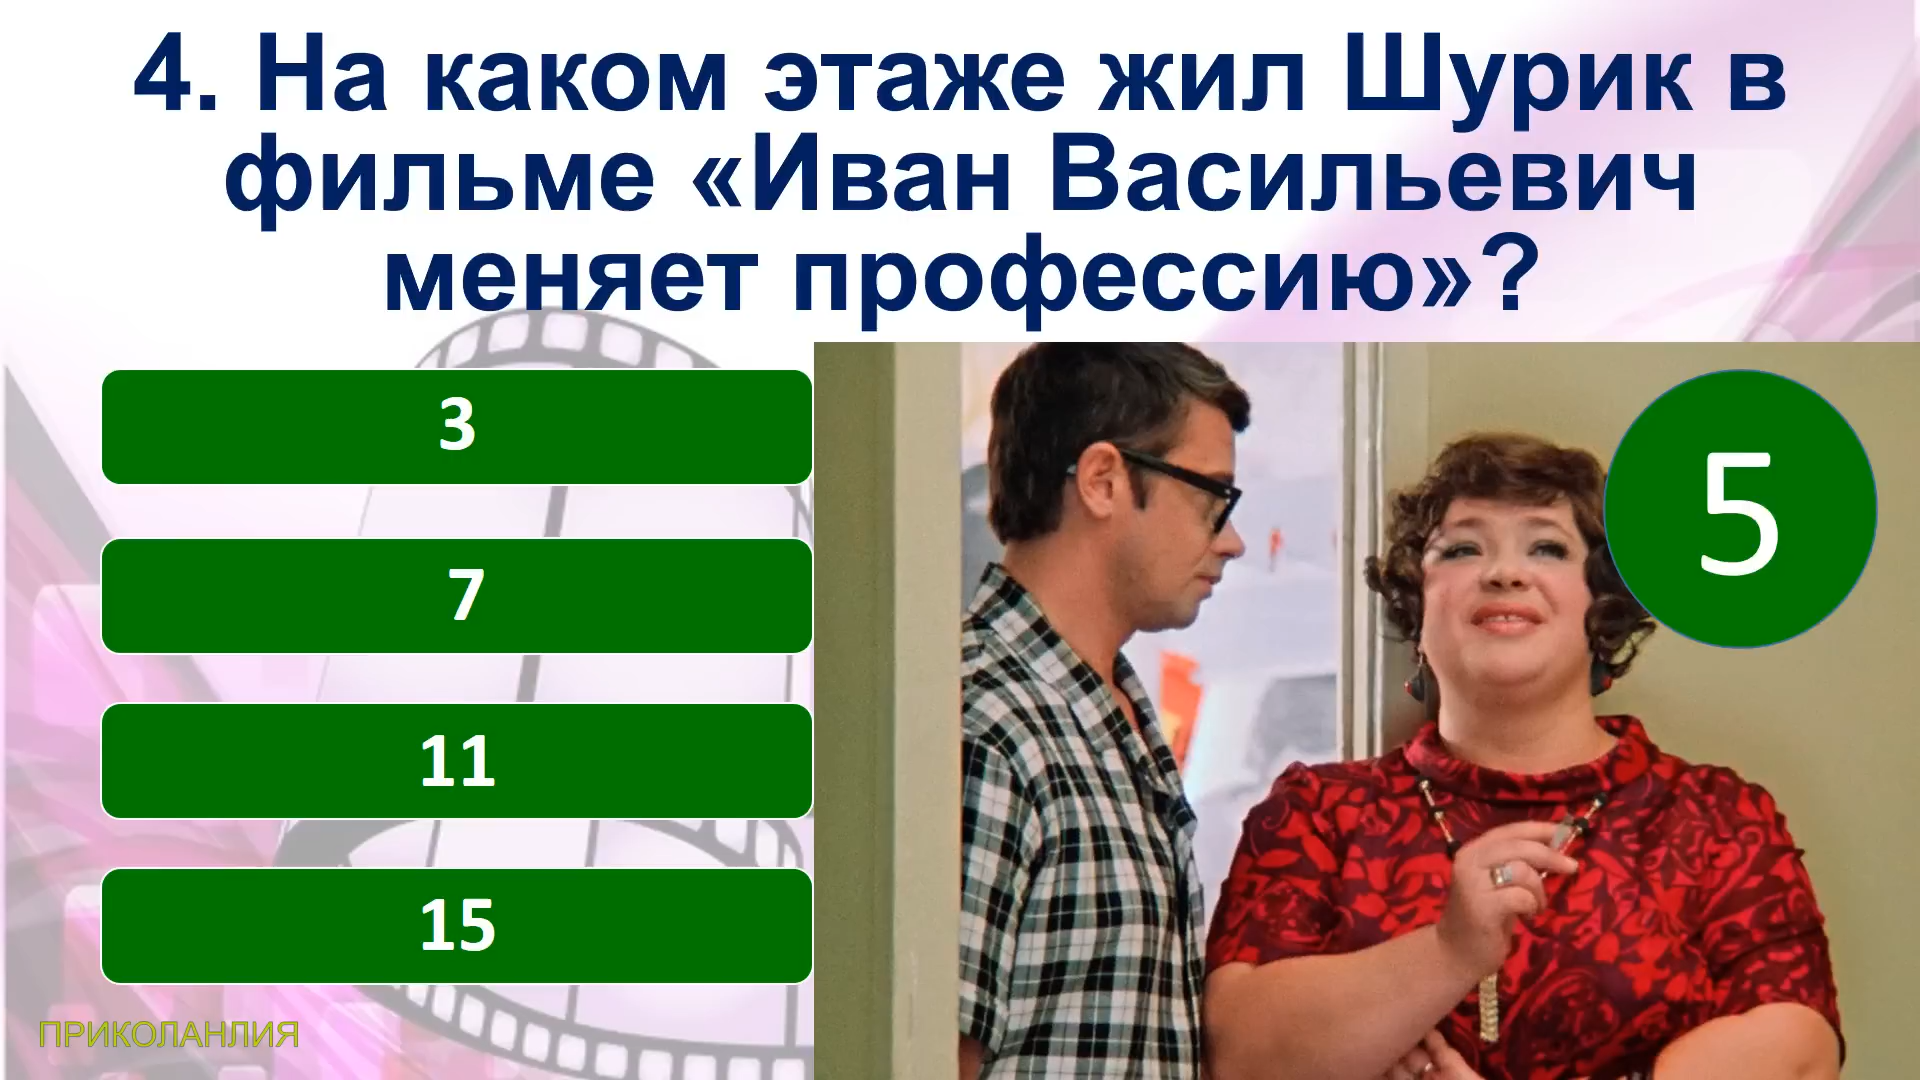 4. На каком этаже жил Шурик в
фильме «Иван Васильевич
меняет профессию»?
3
5
7
11
15
ПРИКОЛАНЛИЯ